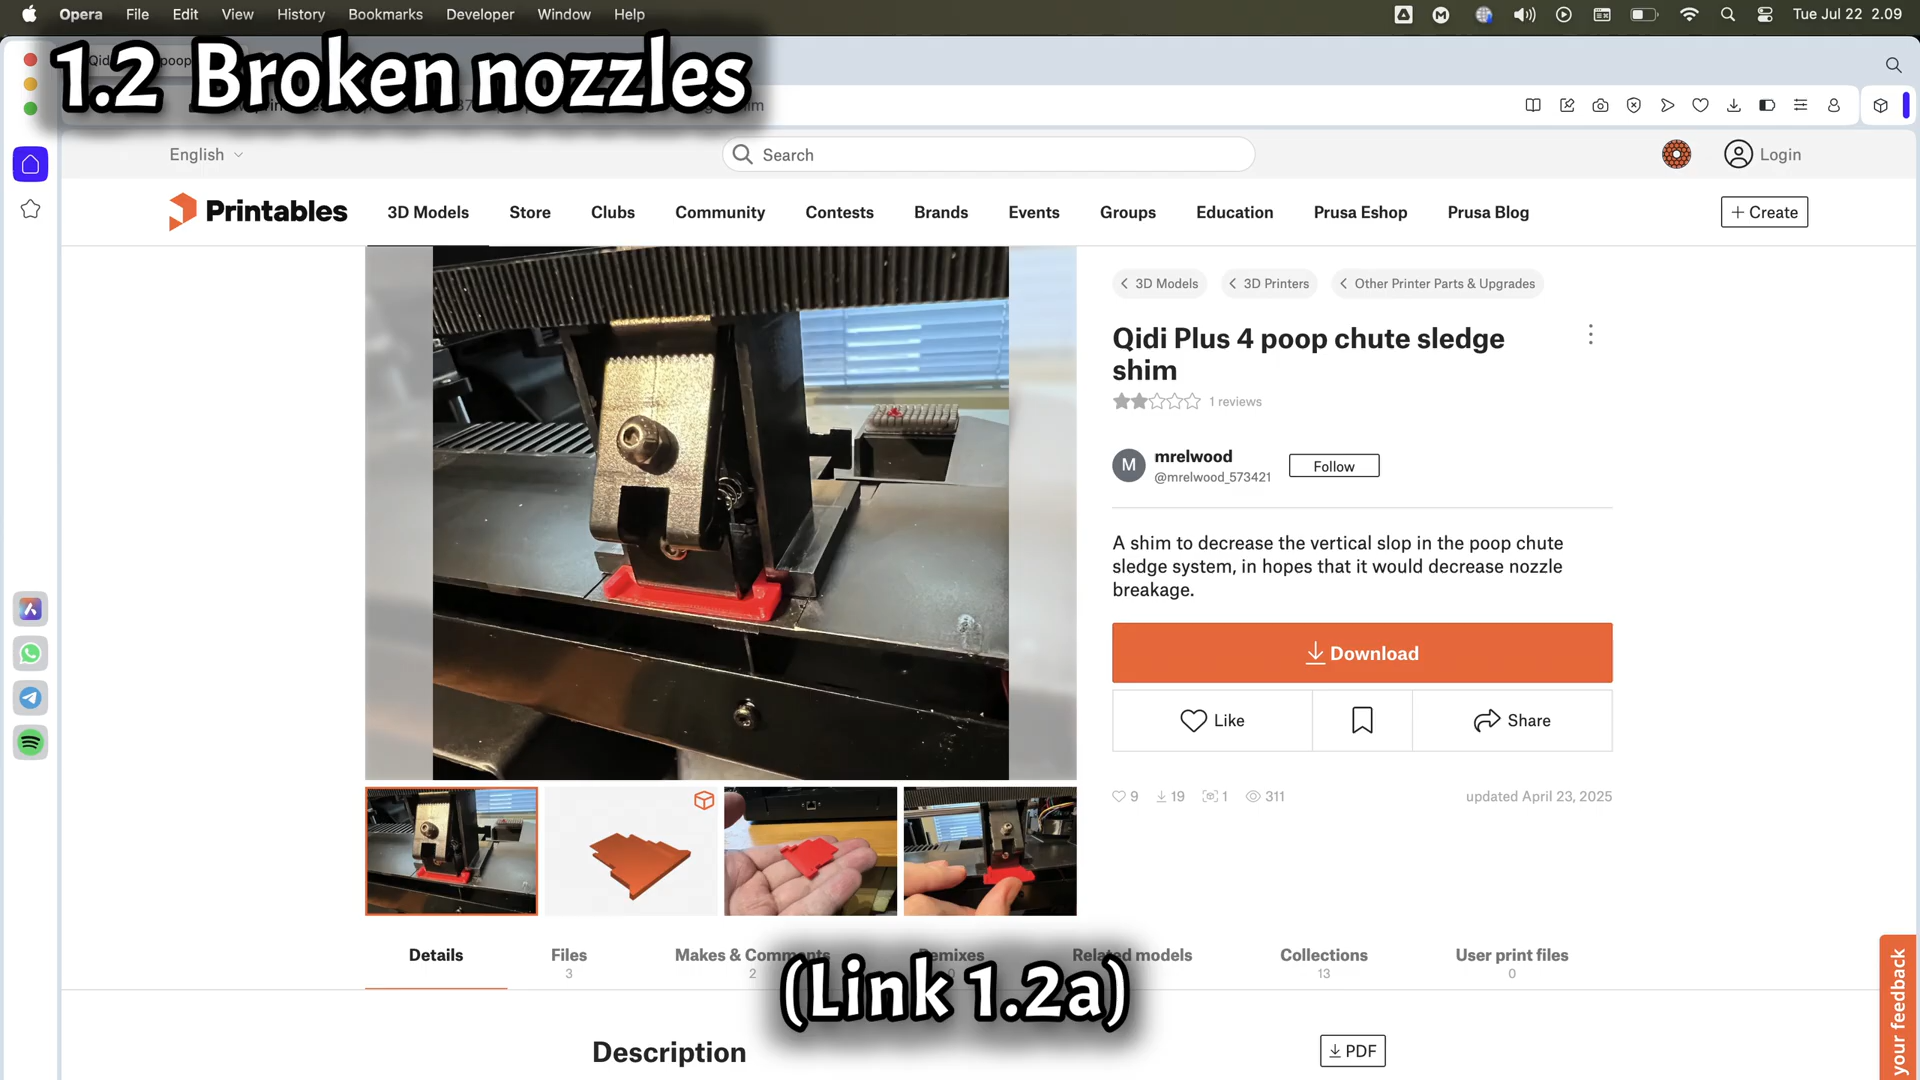 Opera File Edit View History Bookmarks Developer Window Help
Tue Jul 22 2.09
1.2 Broken nozzles
English
Search
Login
Printables
3D Models Store Clubs Community Contests Brands Events Groups Education Prusa Eshop Prusa Blog
+ Create
3D Models 3D Printers Other Printer Parts & Upgrades
Qidi Plus 4 poop chute sledge
shim
1 reviews
M
mrelwood
@mrelwood_573421
Follow
A shim to decrease the vertical slop in the poop chute
sledge system, in hopes that it would decrease nozzle
breakage.
Download
Like
Share
9 19 1 311
updated April 23, 2025
Details Files Makes & Comments Remixes Related models Collections User print files
3 2 0 13 0
(Link 1.2a)
Description
PDF
your feedback